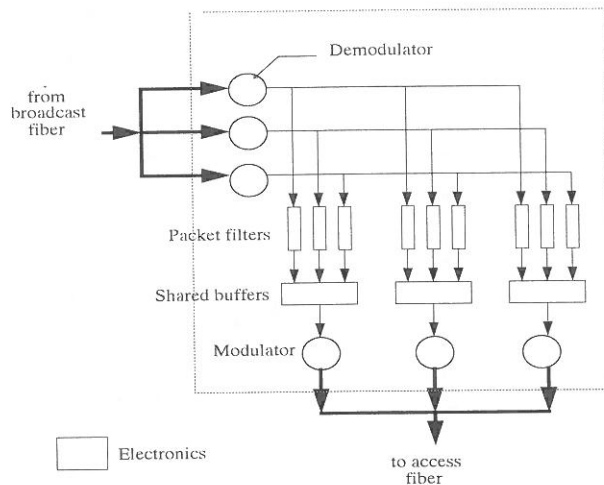 Demodulator
from
broadcast
fiber
Packet filters
Shared buffers
Modulator
Electronics
to access
fiber